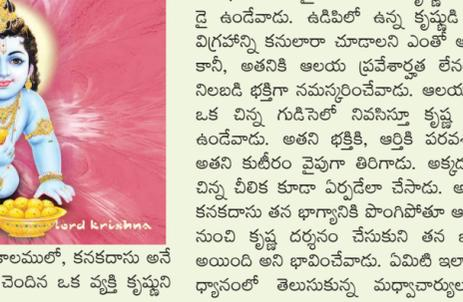 lord krishna
కాలములో, కనకదాసు అనే
చెందిన ఒక వ్యక్తి కృష్ణుని
డై ఉండేవాడు. ఉడిపిలో ఉన్న కృష్ణుడి
విగ్రహాన్ని కనులారా చూడాలని ఎంతో
కానీ, అతనికి ఆలయ ప్రవేశార్హత లేన
నిలబడి భక్తిగా నమస్కరించేవాడు. ఆలయ
ఒక చిన్న గుడిసెలో నివసిస్తూ కృష్ణ
ఉండేవాడు. అతని భక్తికి, ఆర్తికి పరవశ
అతని కుటీరం వైపుగా తిరిగాడు. అక్కడ
చిన్న చీలిక కూడా ఏర్పడేలా చేసాడు.
కనకదాసు తన భాగ్యానికి పొంగిపోతూ ఆ
నుంచి కృష్ణ దర్శనం చేసుకుని తన
అయింది అని భావించేవాడు. ఏమిటి ఇలా
ధ్యానంలో తెలుసుకున్న మధ్వాచార్యుల